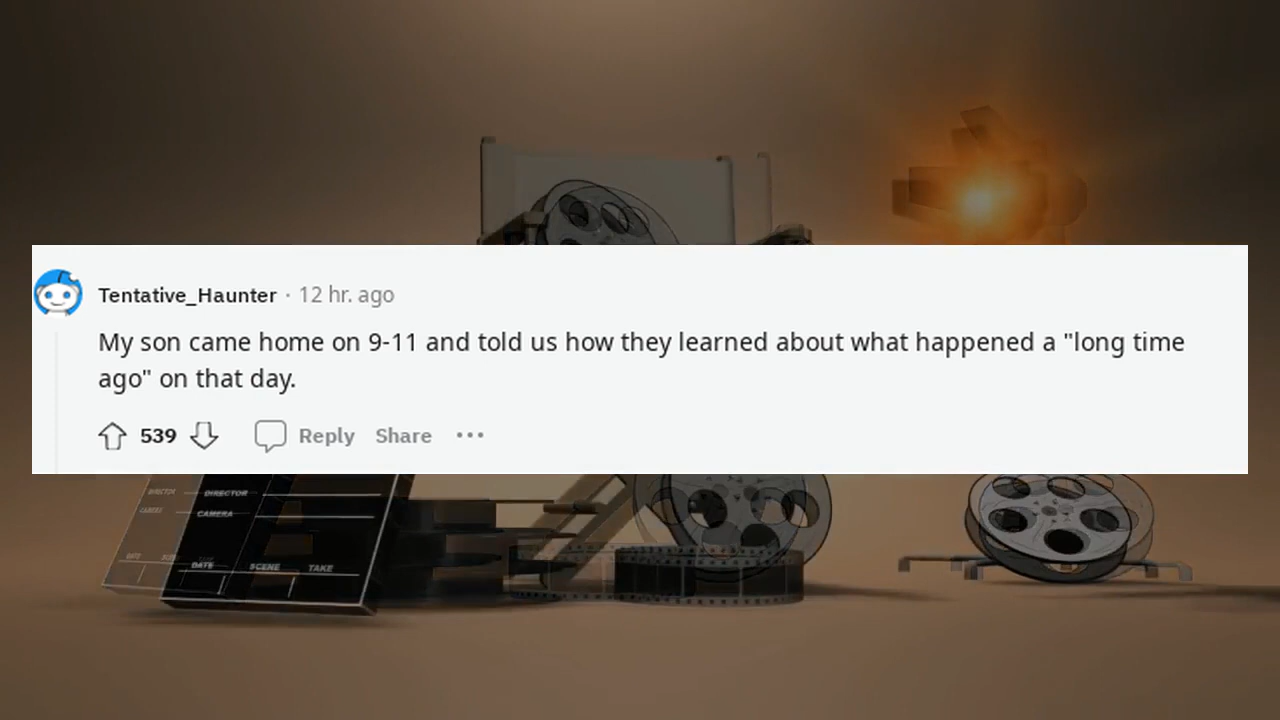 Tentative_Haunter · 12 hr. ago
My son came home on 9-11 and told us how they learned about what happened a "long time
ago" on that day.
539 Reply Share •••
DIRECTOR DIRECTOR
CAMERA CAMERA
DATE DATE SCENE TAKE